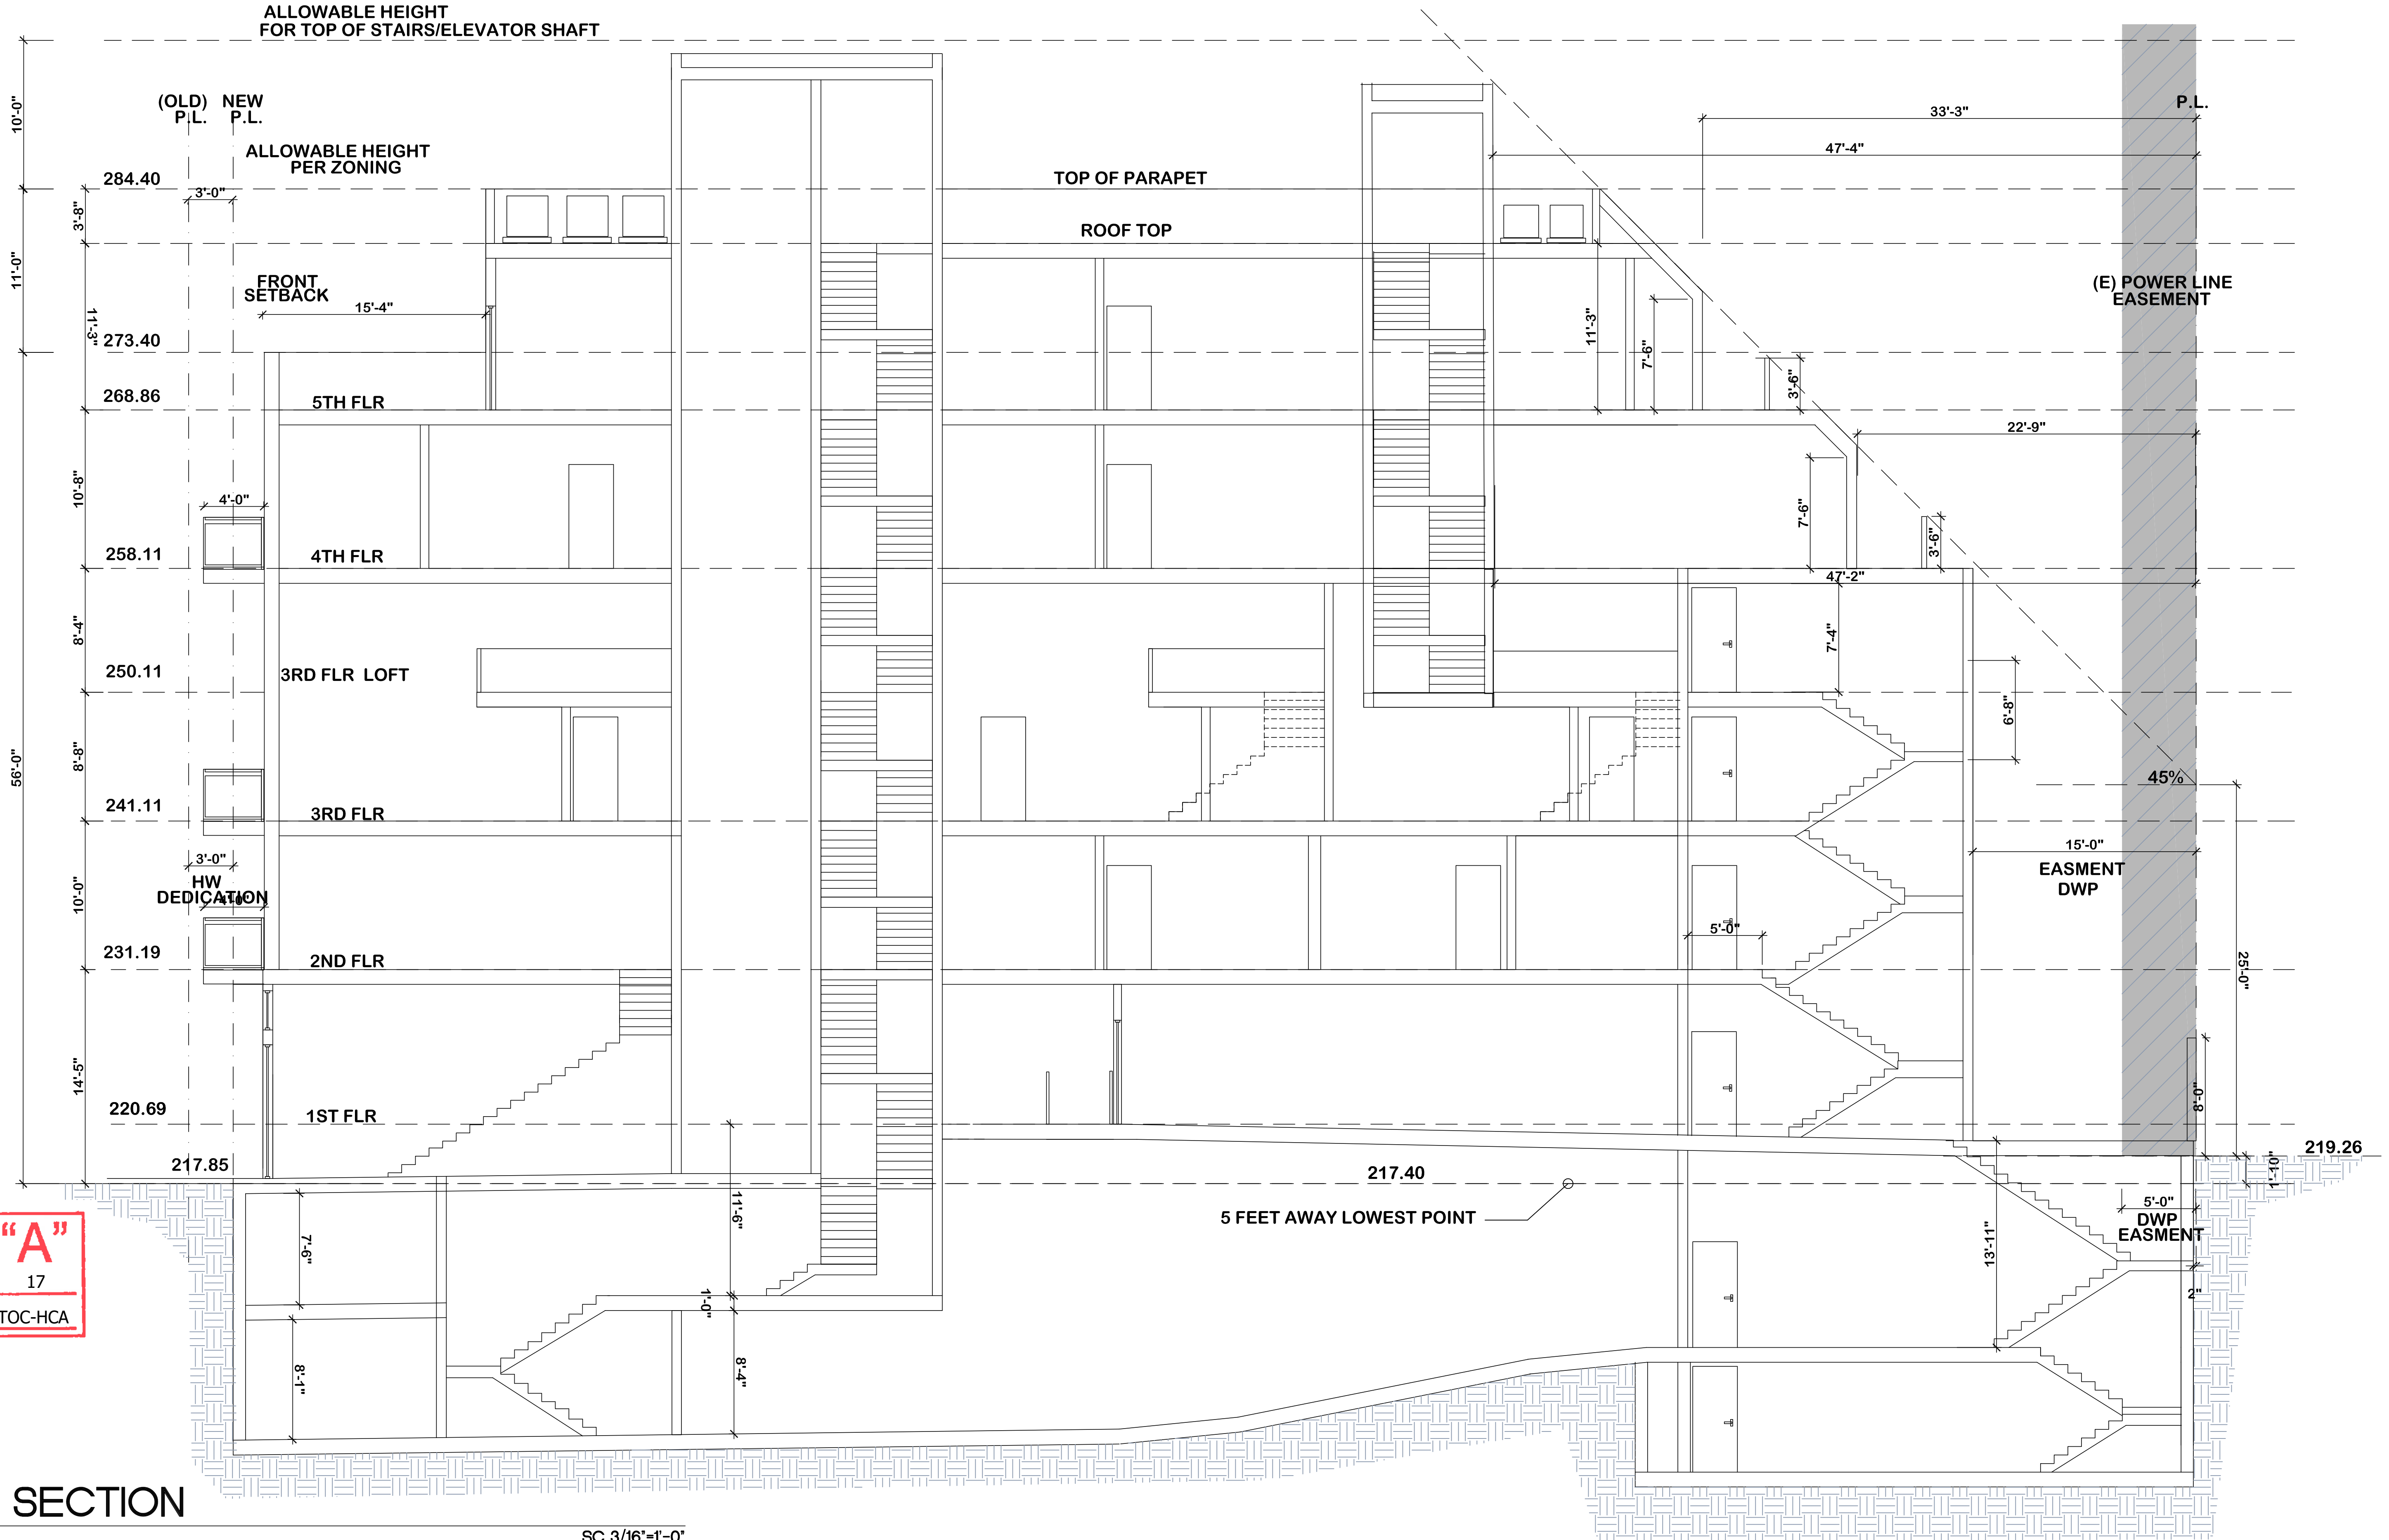 ALLOWABLE HEIGHT
FOR TOP OF STAIRS/ELEVATOR SHAFT
10'-0"
(OLD) NEW
P.L. P.L.
P.L.
33'-3"
47'-4"
ALLOWABLE HEIGHT
PER ZONING
284.40
3'-0"
TOP OF PARAPET
3'-8"
ROOF TOP
11'-0"
FRONT
SETBACK
15'-4"
(E) POWER LINE
EASEMENT
11'-3"
273.40
11'-3"
7'-6"
3'-6"
268.86
5TH FLR
22'-9"
10'-8"
4'-0"
7'-6"
3'-6"
258.11
4TH FLR
47'-2"
8'-4"
7'-4"
250.11
3RD FLR LOFT
6'-8"
56'-0"
8'-8"
45%
241.11
3RD FLR
3'-0"
15'-0"
HW
DEDICATION
4'-0"
EASMENT
DWP
10'-0"
5'-0"
231.19
2ND FLR
25'-0"
14'-5"
8'-0"
220.69
1ST FLR
217.85
217.40
219.26
1'-10"
11'-6"
5 FEET AWAY LOWEST POINT
5'-0"
DWP
EASMENT
13'-11"
2"
7'-6"
1'-0"
8'-1"
8'-4"
“A”
17
TOC-HCA
SECTION
SC 3/16"=1'-0"